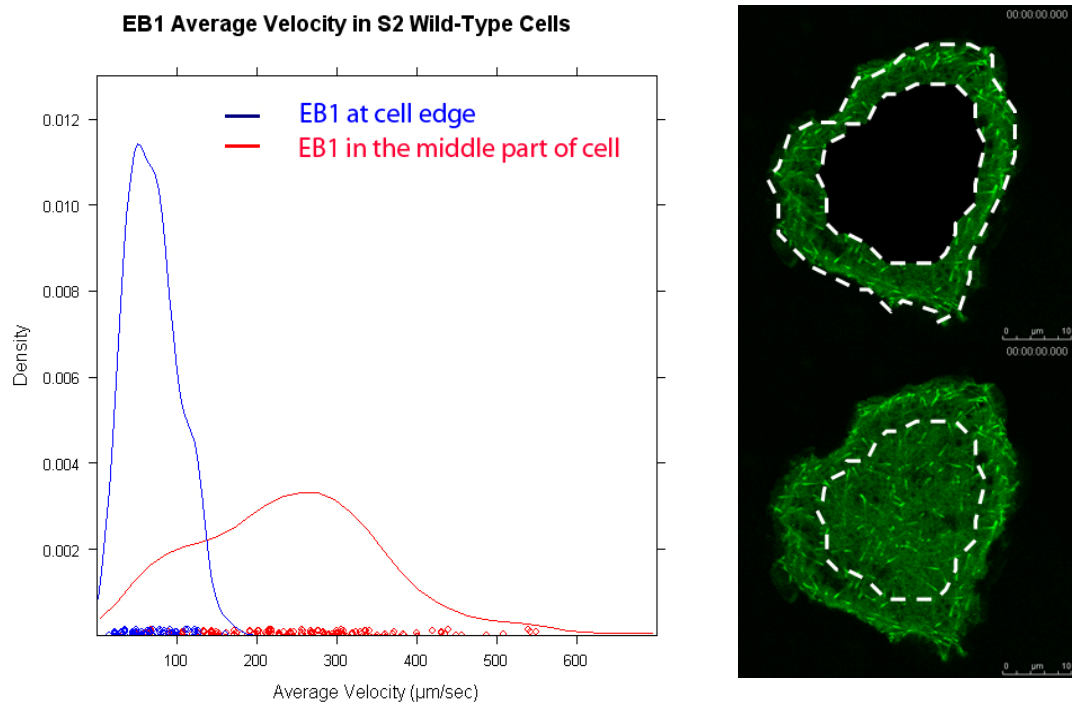 EB1 Average Velocity in S2 Wild-Type Cells
EB1 at cell edge
EB1 in the middle part of cell
0.012
0.010
0.008
0.006
0.004
0.002
Density
100 200 300 400 500 600
Average Velocity (µm/sec)
00:00:00.000
0 µm 10
00:00:00.000
0 µm 10